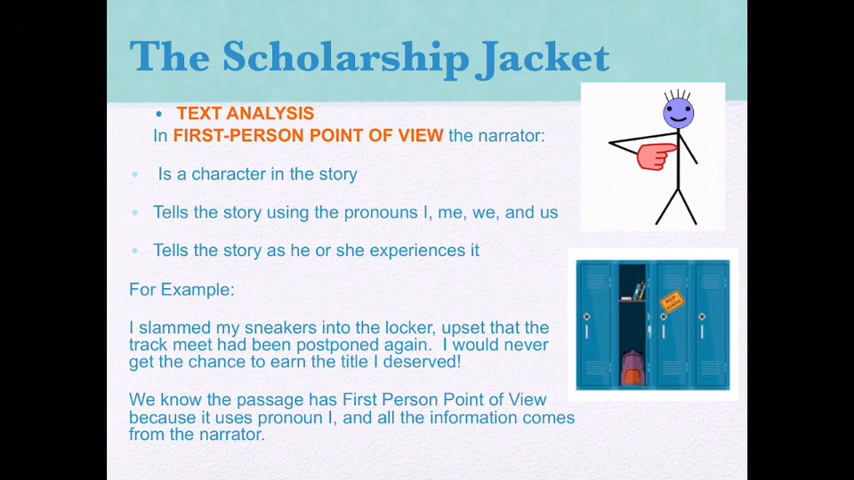 The Scholarship Jacket
• TEXT ANALYSIS
In FIRST-PERSON POINT OF VIEW the narrator:
• Is a character in the story
• Tells the story using the pronouns I, me, we, and us
• Tells the story as he or she experiences it
For Example:
I slammed my sneakers into the locker, upset that the
track meet had been postponed again. I would never
get the chance to earn the title I deserved!
We know the passage has First Person Point of View
because it uses pronoun I, and all the information comes
from the narrator.